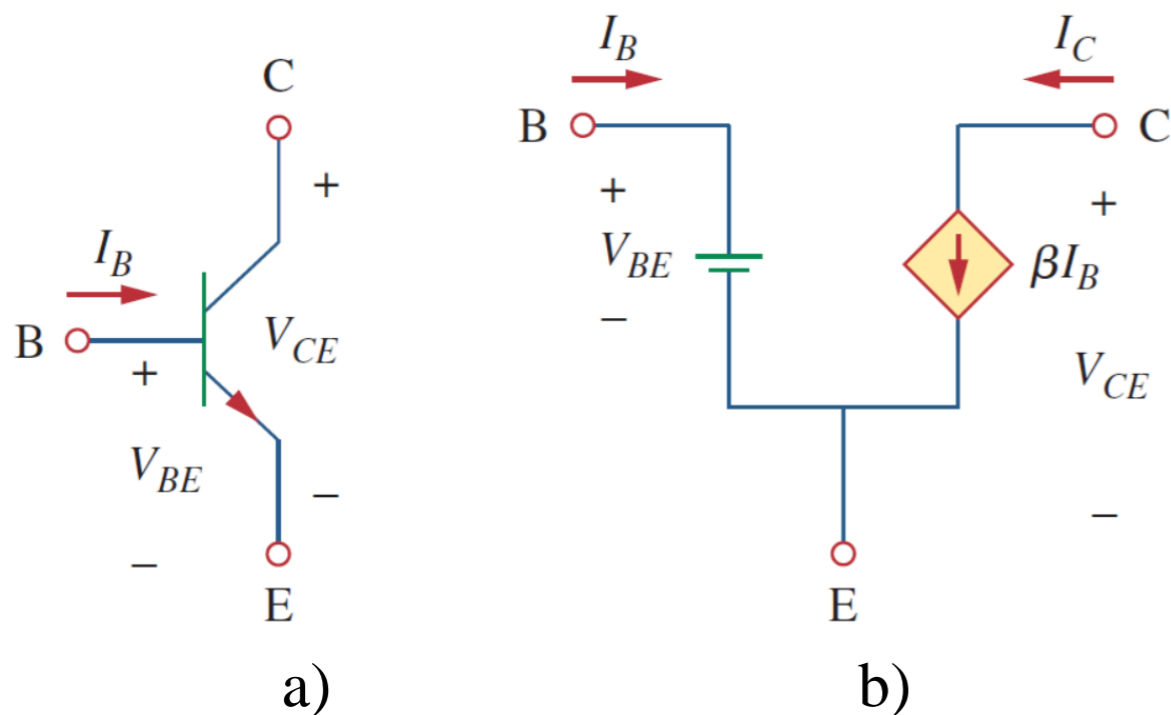 C
+
I_B
B
V_CE
+
V_BE
−
−
E
a)
I_B
I_C
B
C
+
+
V_BE
βI_B
−
V_CE
−
E
b)